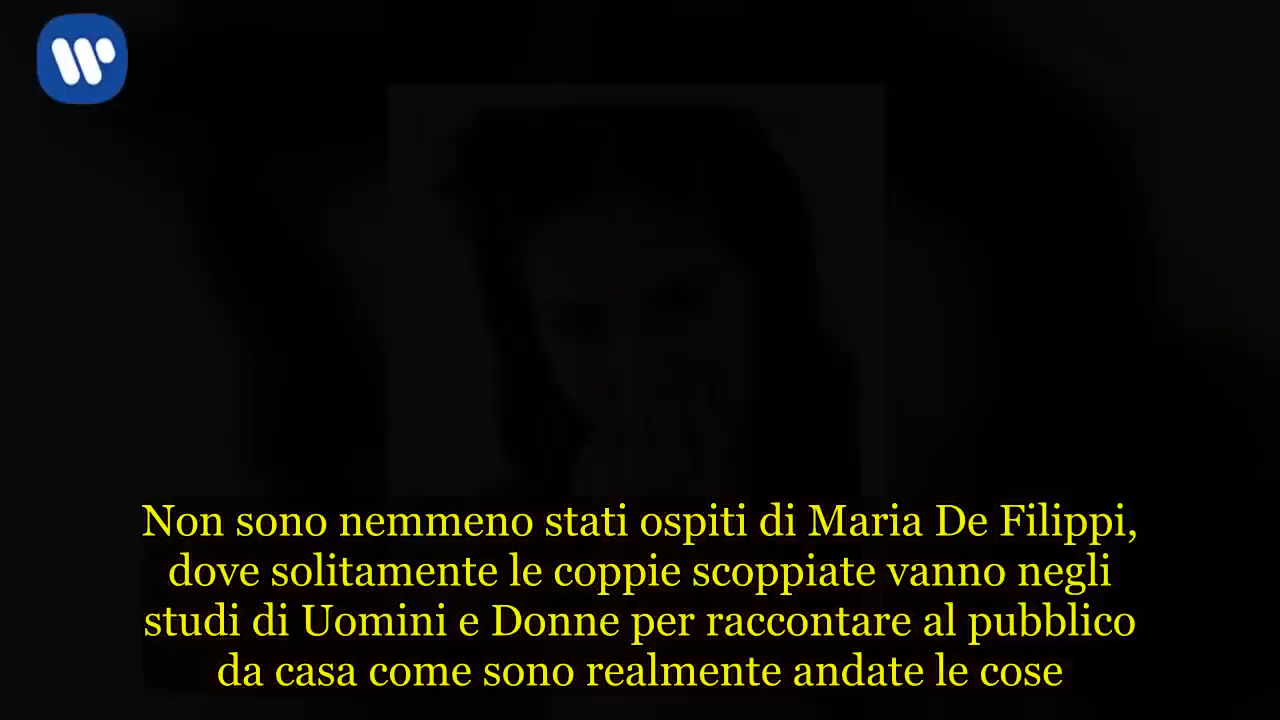 Non sono nemmeno stati ospiti di Maria De Filippi,
dove solitamente le coppie scoppiate vanno negli
studi di Uomini e Donne per raccontare al pubblico
da casa come sono realmente andate le cose